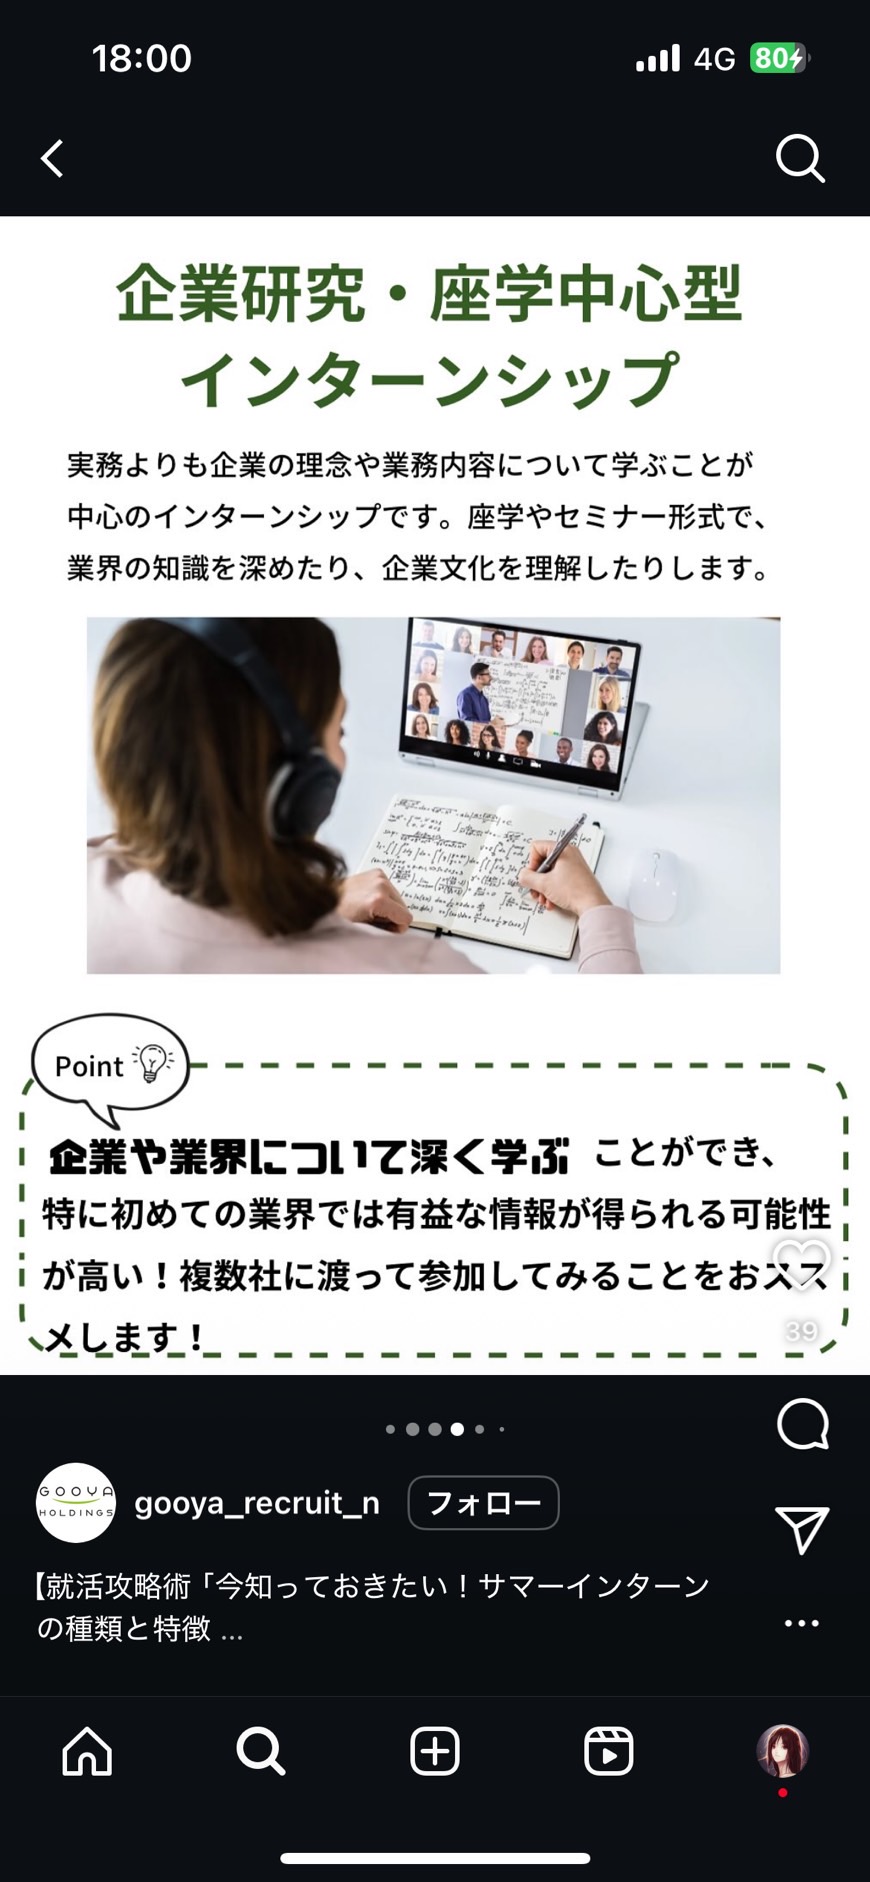 18:00
4G
80
企業研究・座学中心型
インターンシップ
実務よりも企業の理念や業務内容について学ぶことが
中心のインターンシップです。座学やセミナー形式で、
業界の知識を深めたり、企業文化を理解したりします。
Point
企業や業界について深く学ぶ ことができ、
特に初めての業界では有益な情報が得られる可能性
が高い！複数社に渡って参加してみることをおスス
メします！
39
GOOYA
HOLDINGS
gooya_recruit_n
フォロー
【就活攻略術「今知っておきたい！サマーインターン
の種類と特徴 ...